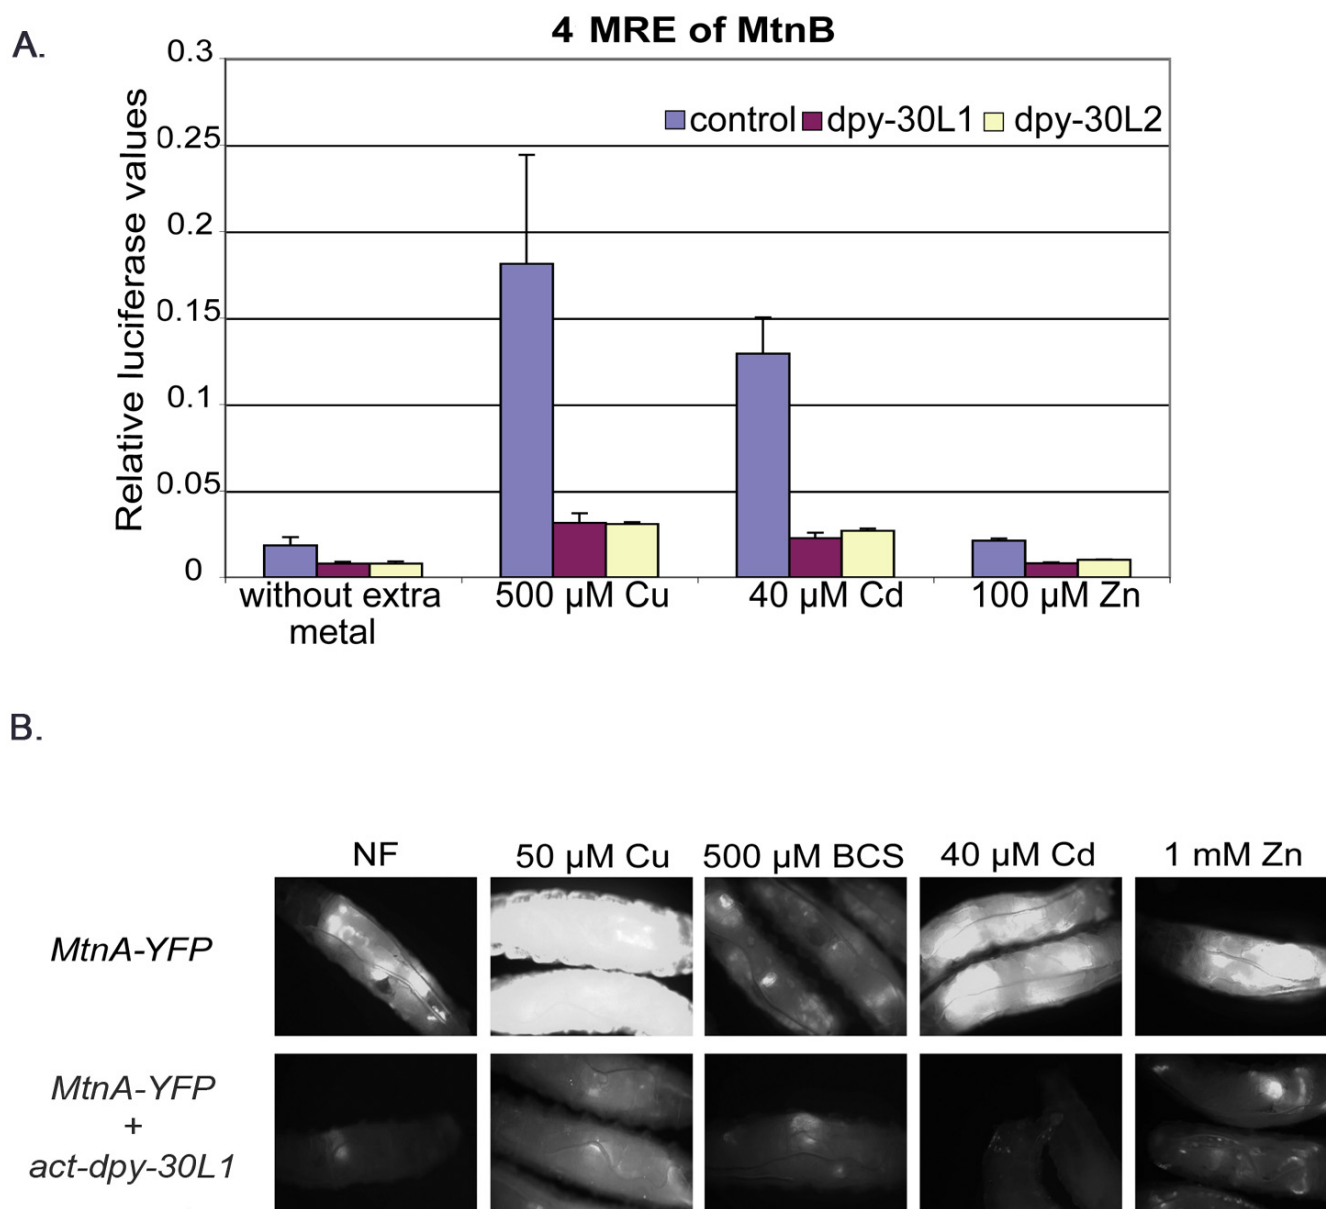 A.
4 MRE of MtnB
Relative luciferase values
0.3
0.25
0.2
0.15
0.1
0.05
0
control dpy-30L1 dpy-30L2
without extra metal
500 µM Cu
40 µM Cd
100 µM Zn
B.
NF 50 µM Cu 500 µM BCS 40 µM Cd 1 mM Zn
MtnA-YFP
MtnA-YFP
+
act-dpy-30L1